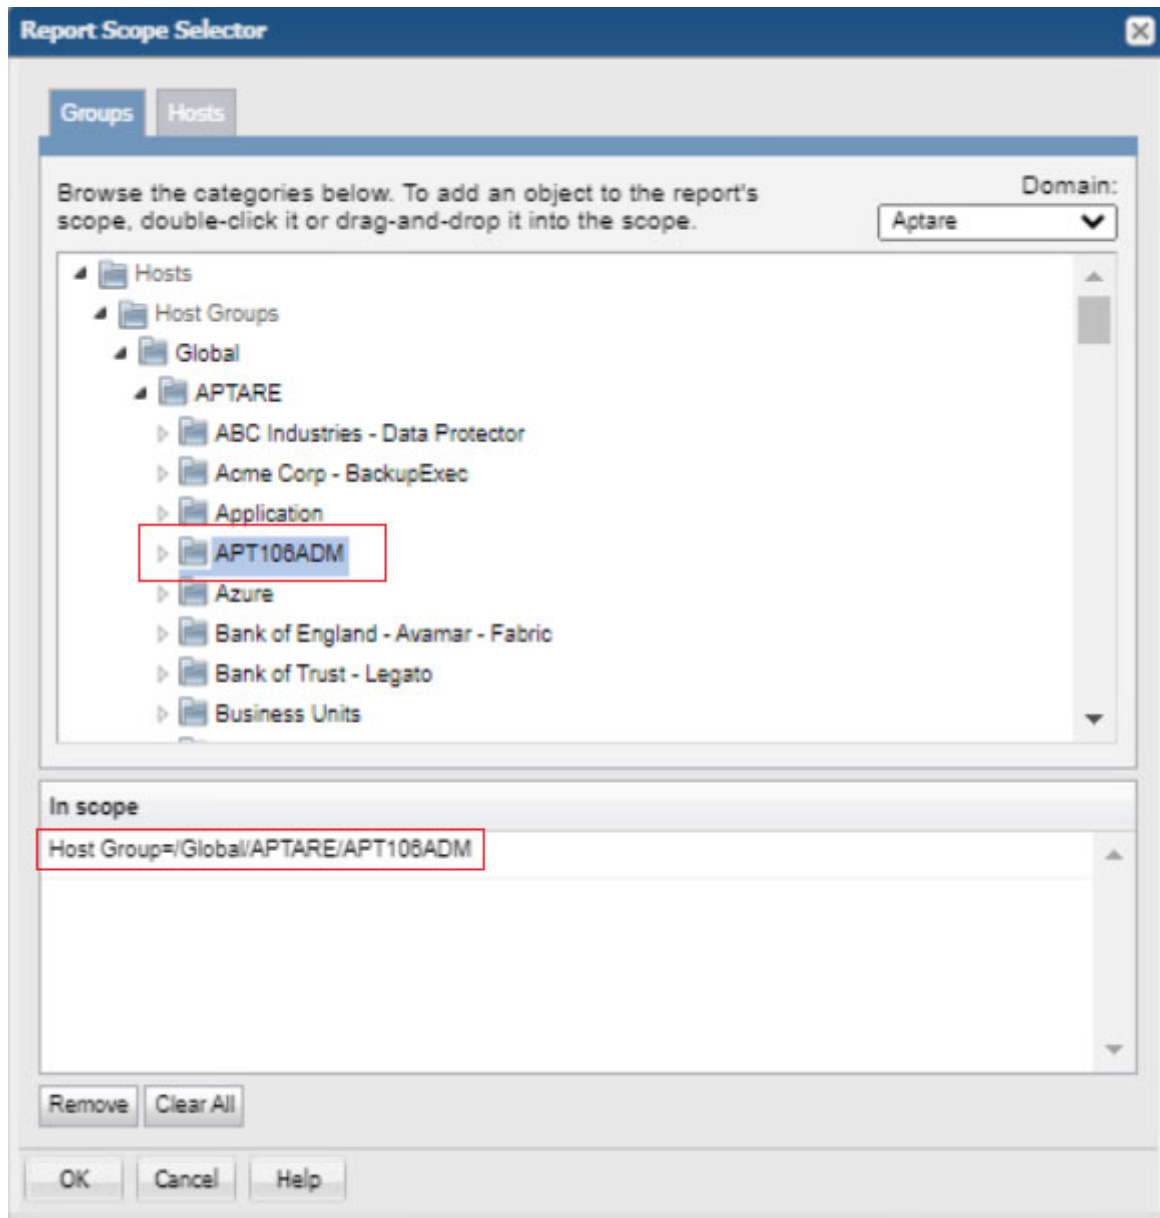 Report Scope Selector
Groups Hosts
Browse the categories below. To add an object to the report's
scope, double-click it or drag-and-drop it into the scope.
Domain:
Aptare
Hosts
Host Groups
Global
APTARE
ABC Industries - Data Protector
Acme Corp - BackupExec
Application
APT106ADM
Azure
Bank of England - Avamar - Fabric
Bank of Trust - Legato
Business Units
In scope
Host Group=/Global/APTARE/APT106ADM
Remove Clear All
OK Cancel Help